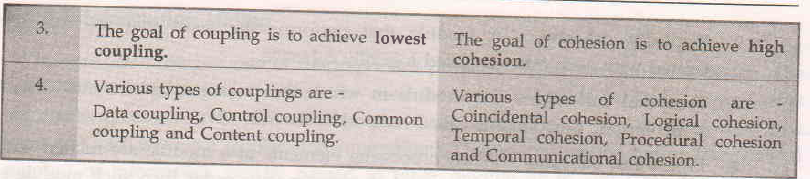 3.
The goal of coupling is to achieve lowest
coupling.
The goal of cohesion is to achieve high
cohesion.
4.
Various types of couplings are -
Data coupling, Control coupling, Common
coupling and Content coupling.
Various types of cohesion are -
Coincidental cohesion, Logical cohesion,
Temporal cohesion, Procedural cohesion
and Communicational cohesion.